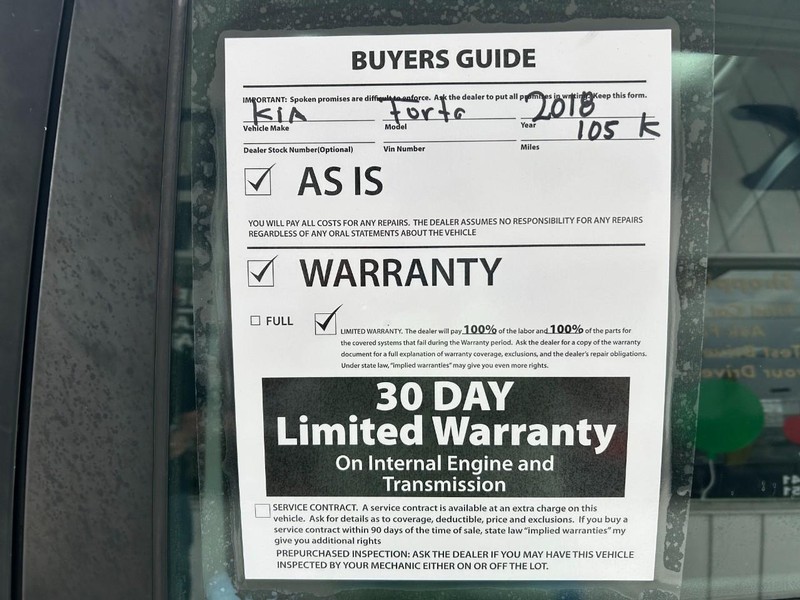 BUYERS GUIDE
IMPORTANT: Spoken promises are difficult to enforce. Ask the dealer to put all promises in writing. Keep this form.
KIA Forte 2018
Vehicle Make Model Year
105 K
Dealer Stock Number(Optional) Vin Number Miles
AS IS
YOU WILL PAY ALL COSTS FOR ANY REPAIRS. THE DEALER ASSUMES NO RESPONSIBILITY FOR ANY REPAIRS
REGARDLESS OF ANY ORAL STATEMENTS ABOUT THE VEHICLE
WARRANTY
FULL
LIMITED WARRANTY. The dealer will pay 100% of the labor and 100% of the parts for
the covered systems that fail during the Warranty period. Ask the dealer for a copy of the warranty
document for a full explanation of warranty coverage, exclusions, and the dealer's repair obligations.
Under state law, "implied warranties" may give you even more rights.
30 DAY
Limited Warranty
On Internal Engine and
Transmission
SERVICE CONTRACT. A service contract is available at an extra charge on this
vehicle. Ask for details as to coverage, deductible, price and exclusions. If you buy a
service contract within 90 days of the time of sale, state law "implied warranties" my
give you additional rights
PREPURCHASED INSPECTION: ASK THE DEALER IF YOU MAY HAVE THIS VEHICLE
INSPECTED BY YOUR MECHANIC EITHER ON OR OFF THE LOT.